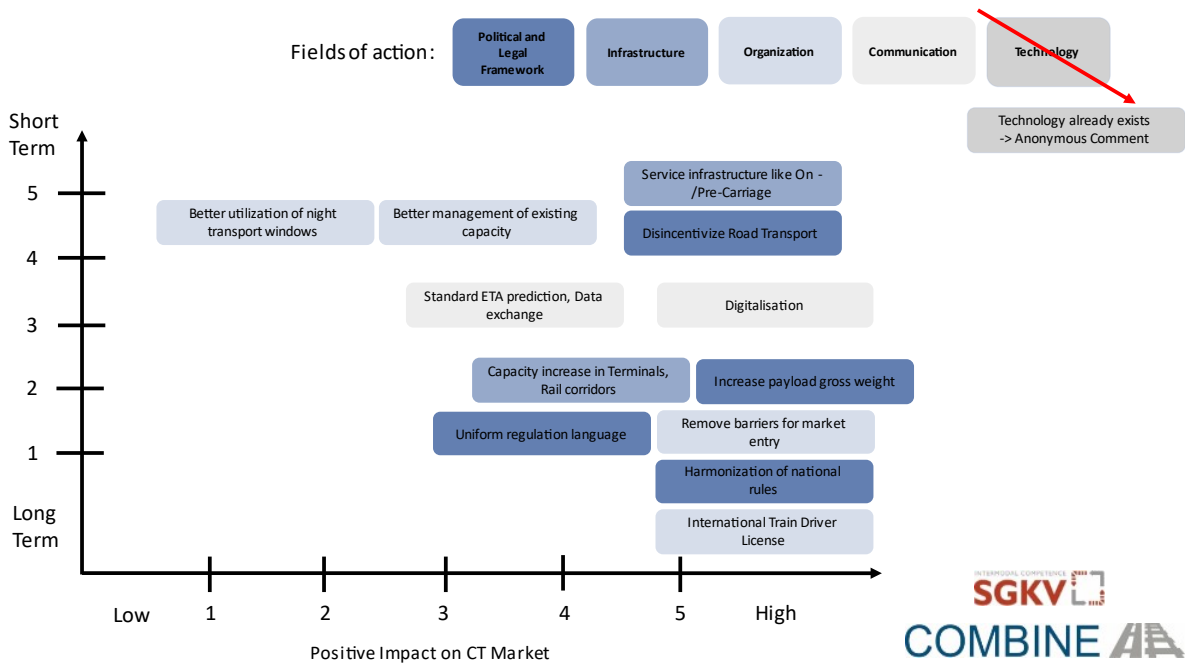 Fields of action:
Political and
Legal
Framework
Infrastructure
Organization
Communication
Technology
Technology already exists
-> Anonymous Comment
Short
Term
5
Service infrastructure like On -
/Pre-Carriage
Better utilization of night
transport windows
Better management of existing
capacity
Disincentivize Road Transport
4
Standard ETA prediction, Data
exchange
Digitalisation
3
Capacity increase in Terminals,
Rail corridors
Increase payload gross weight
2
Uniform regulation language
Remove barriers for market
entry
1
Harmonization of national
rules
Long
Term
International Train Driver
License
Low
1
2
3
4
5
High
Positive Impact on CT Market
INTERMODAL COMPETENCE
SGKV
COMBINE